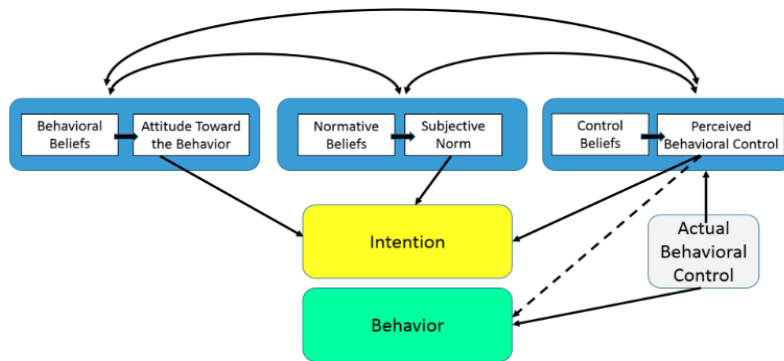 Behavioral
Beliefs
Attitude Toward
the Behavior
Normative
Beliefs
Subjective
Norm
Control
Beliefs
Perceived
Behavioral Control
Intention
Actual
Behavioral
Control
Behavior